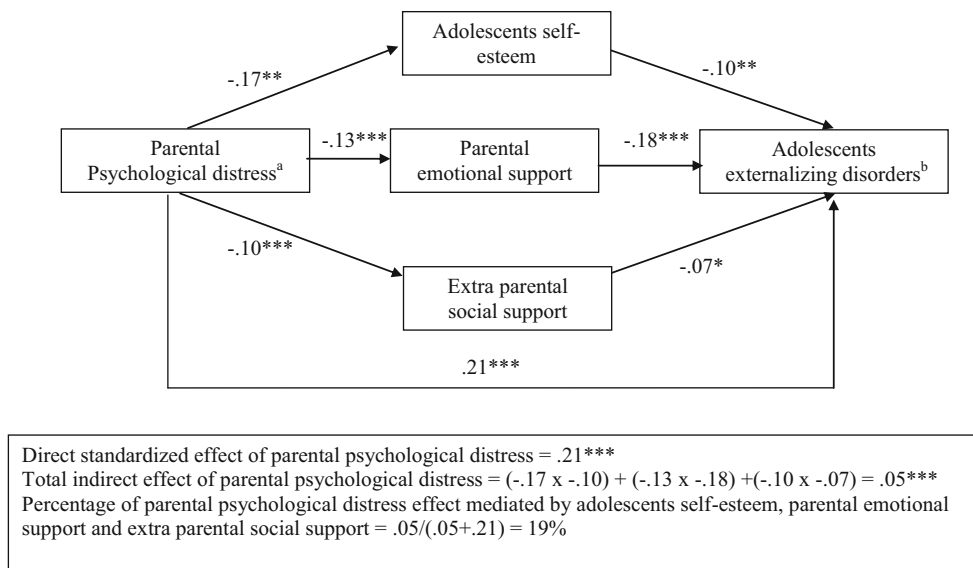 Adolescents self-
esteem
-.17**
-.10**
Parental
Psychological distressª
-.13***
Parental
emotional support
-.18***
Adolescents
externalizing disordersᵇ
-.10***
Extra parental
social support
-.07*
.21***
Direct standardized effect of parental psychological distress = .21***
Total indirect effect of parental psychological distress = (-.17 x -.10) + (-.13 x -.18) +(-.10 x -.07) = .05***
Percentage of parental psychological distress effect mediated by adolescents self-esteem, parental emotional
support and extra parental social support = .05/(.05+.21) = 19%